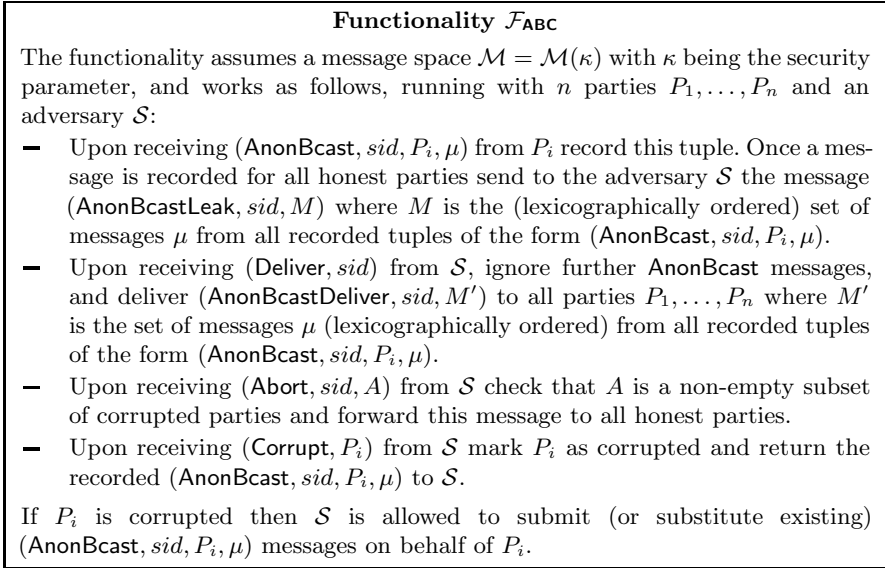 Functionality 𝓕_ABC
The functionality assumes a message space 𝓜 = 𝓜(κ) with κ being the security
parameter, and works as follows, running with n parties P₁, . . . , Pₙ and an
adversary 𝓢:
– Upon receiving (AnonBcast, sid, Pᵢ, μ) from Pᵢ record this tuple. Once a mes-
sage is recorded for all honest parties send to the adversary 𝓢 the message
(AnonBcastLeak, sid, M) where M is the (lexicographically ordered) set of
messages μ from all recorded tuples of the form (AnonBcast, sid, Pᵢ, μ).
– Upon receiving (Deliver, sid) from 𝓢, ignore further AnonBcast messages,
and deliver (AnonBcastDeliver, sid, M′) to all parties P₁, . . . , Pₙ where M′
is the set of messages μ (lexicographically ordered) from all recorded tuples
of the form (AnonBcast, sid, Pᵢ, μ).
– Upon receiving (Abort, sid, A) from 𝓢 check that A is a non-empty subset
of corrupted parties and forward this message to all honest parties.
– Upon receiving (Corrupt, Pᵢ) from 𝓢 mark Pᵢ as corrupted and return the
recorded (AnonBcast, sid, Pᵢ, μ) to 𝓢.
If Pᵢ is corrupted then 𝓢 is allowed to submit (or substitute existing)
(AnonBcast, sid, Pᵢ, μ) messages on behalf of Pᵢ.